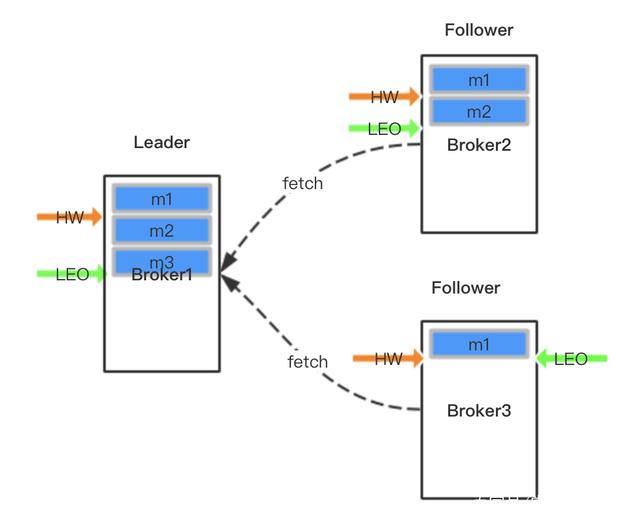 Follower
m1
HW
m2
LEO
Broker2
Leader
fetch
m1
HW
m2
m3
LEO
Broker1
Follower
m1
HW
LEO
fetch
Broker3